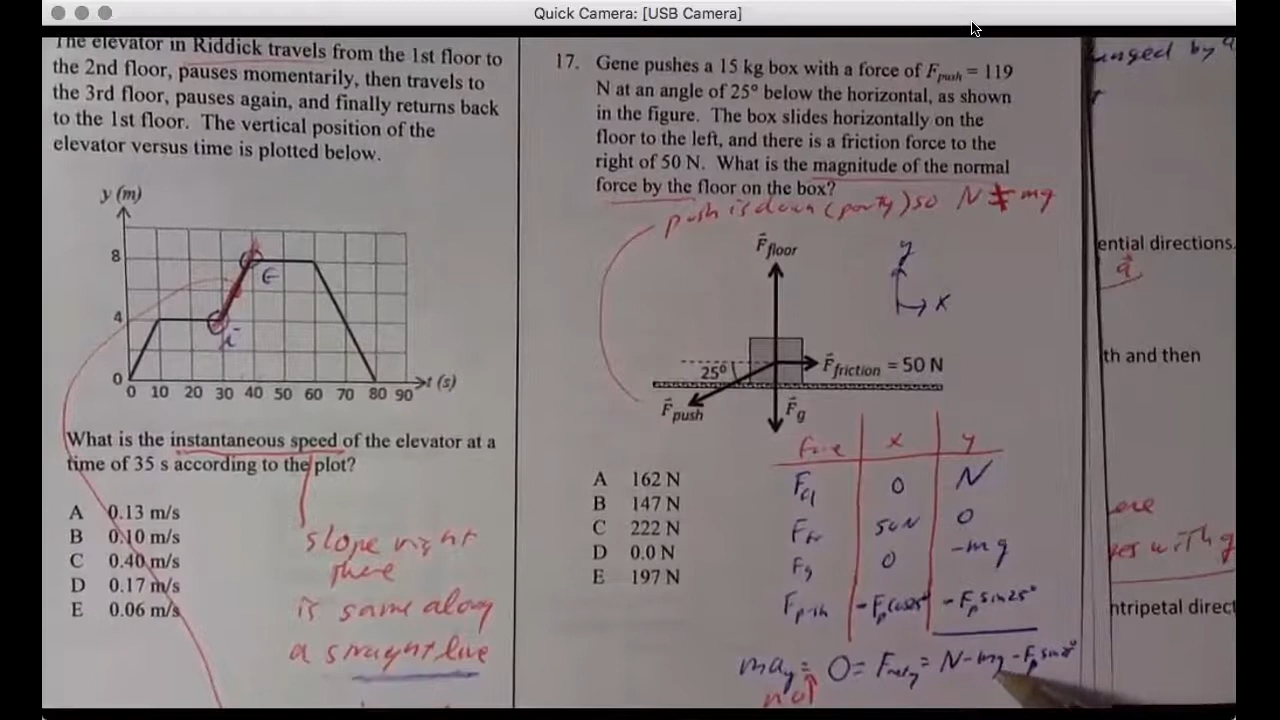 Quick Camera: [USB Camera]
The elevator in Riddick travels from the 1st floor to
the 2nd floor, pauses momentarily, then travels to
the 3rd floor, pauses again, and finally returns back
to the 1st floor. The vertical position of the
elevator versus time is plotted below.
y (m)
8
E
4
i
0
0 10 20 30 40 50 60 70 80 90
t (s)
What is the instantaneous speed of the elevator at a
time of 35 s according to the plot?
A 0.13 m/s
B 0.10 m/s
C 0.40 m/s
D 0.17 m/s
E 0.06 m/s
slope right
there
is same along
a straight line
17. Gene pushes a 15 kg box with a force of Fpush = 119
N at an angle of 25° below the horizontal, as shown
in the figure. The box slides horizontally on the
floor to the left, and there is a friction force to the
right of 50 N. What is the magnitude of the normal
force by the floor on the box?
push is down (partly) so N ≠ mg
F⃗floor
y
x
25°
F⃗friction = 50 N
F⃗push
F⃗g
A 162 N
B 147 N
C 222 N
D 0.0 N
E 197 N
Force x y
Ffl 0 N
Ffr 50N 0
Fg 0 -mg
Fpush -Fp cos25° -Fp sin25°
may = 0 = Fnety = N - mg - Fp sin25°
not
anged by
ential directions.
a⃗
th and then
ere
with g
ntripetal direc